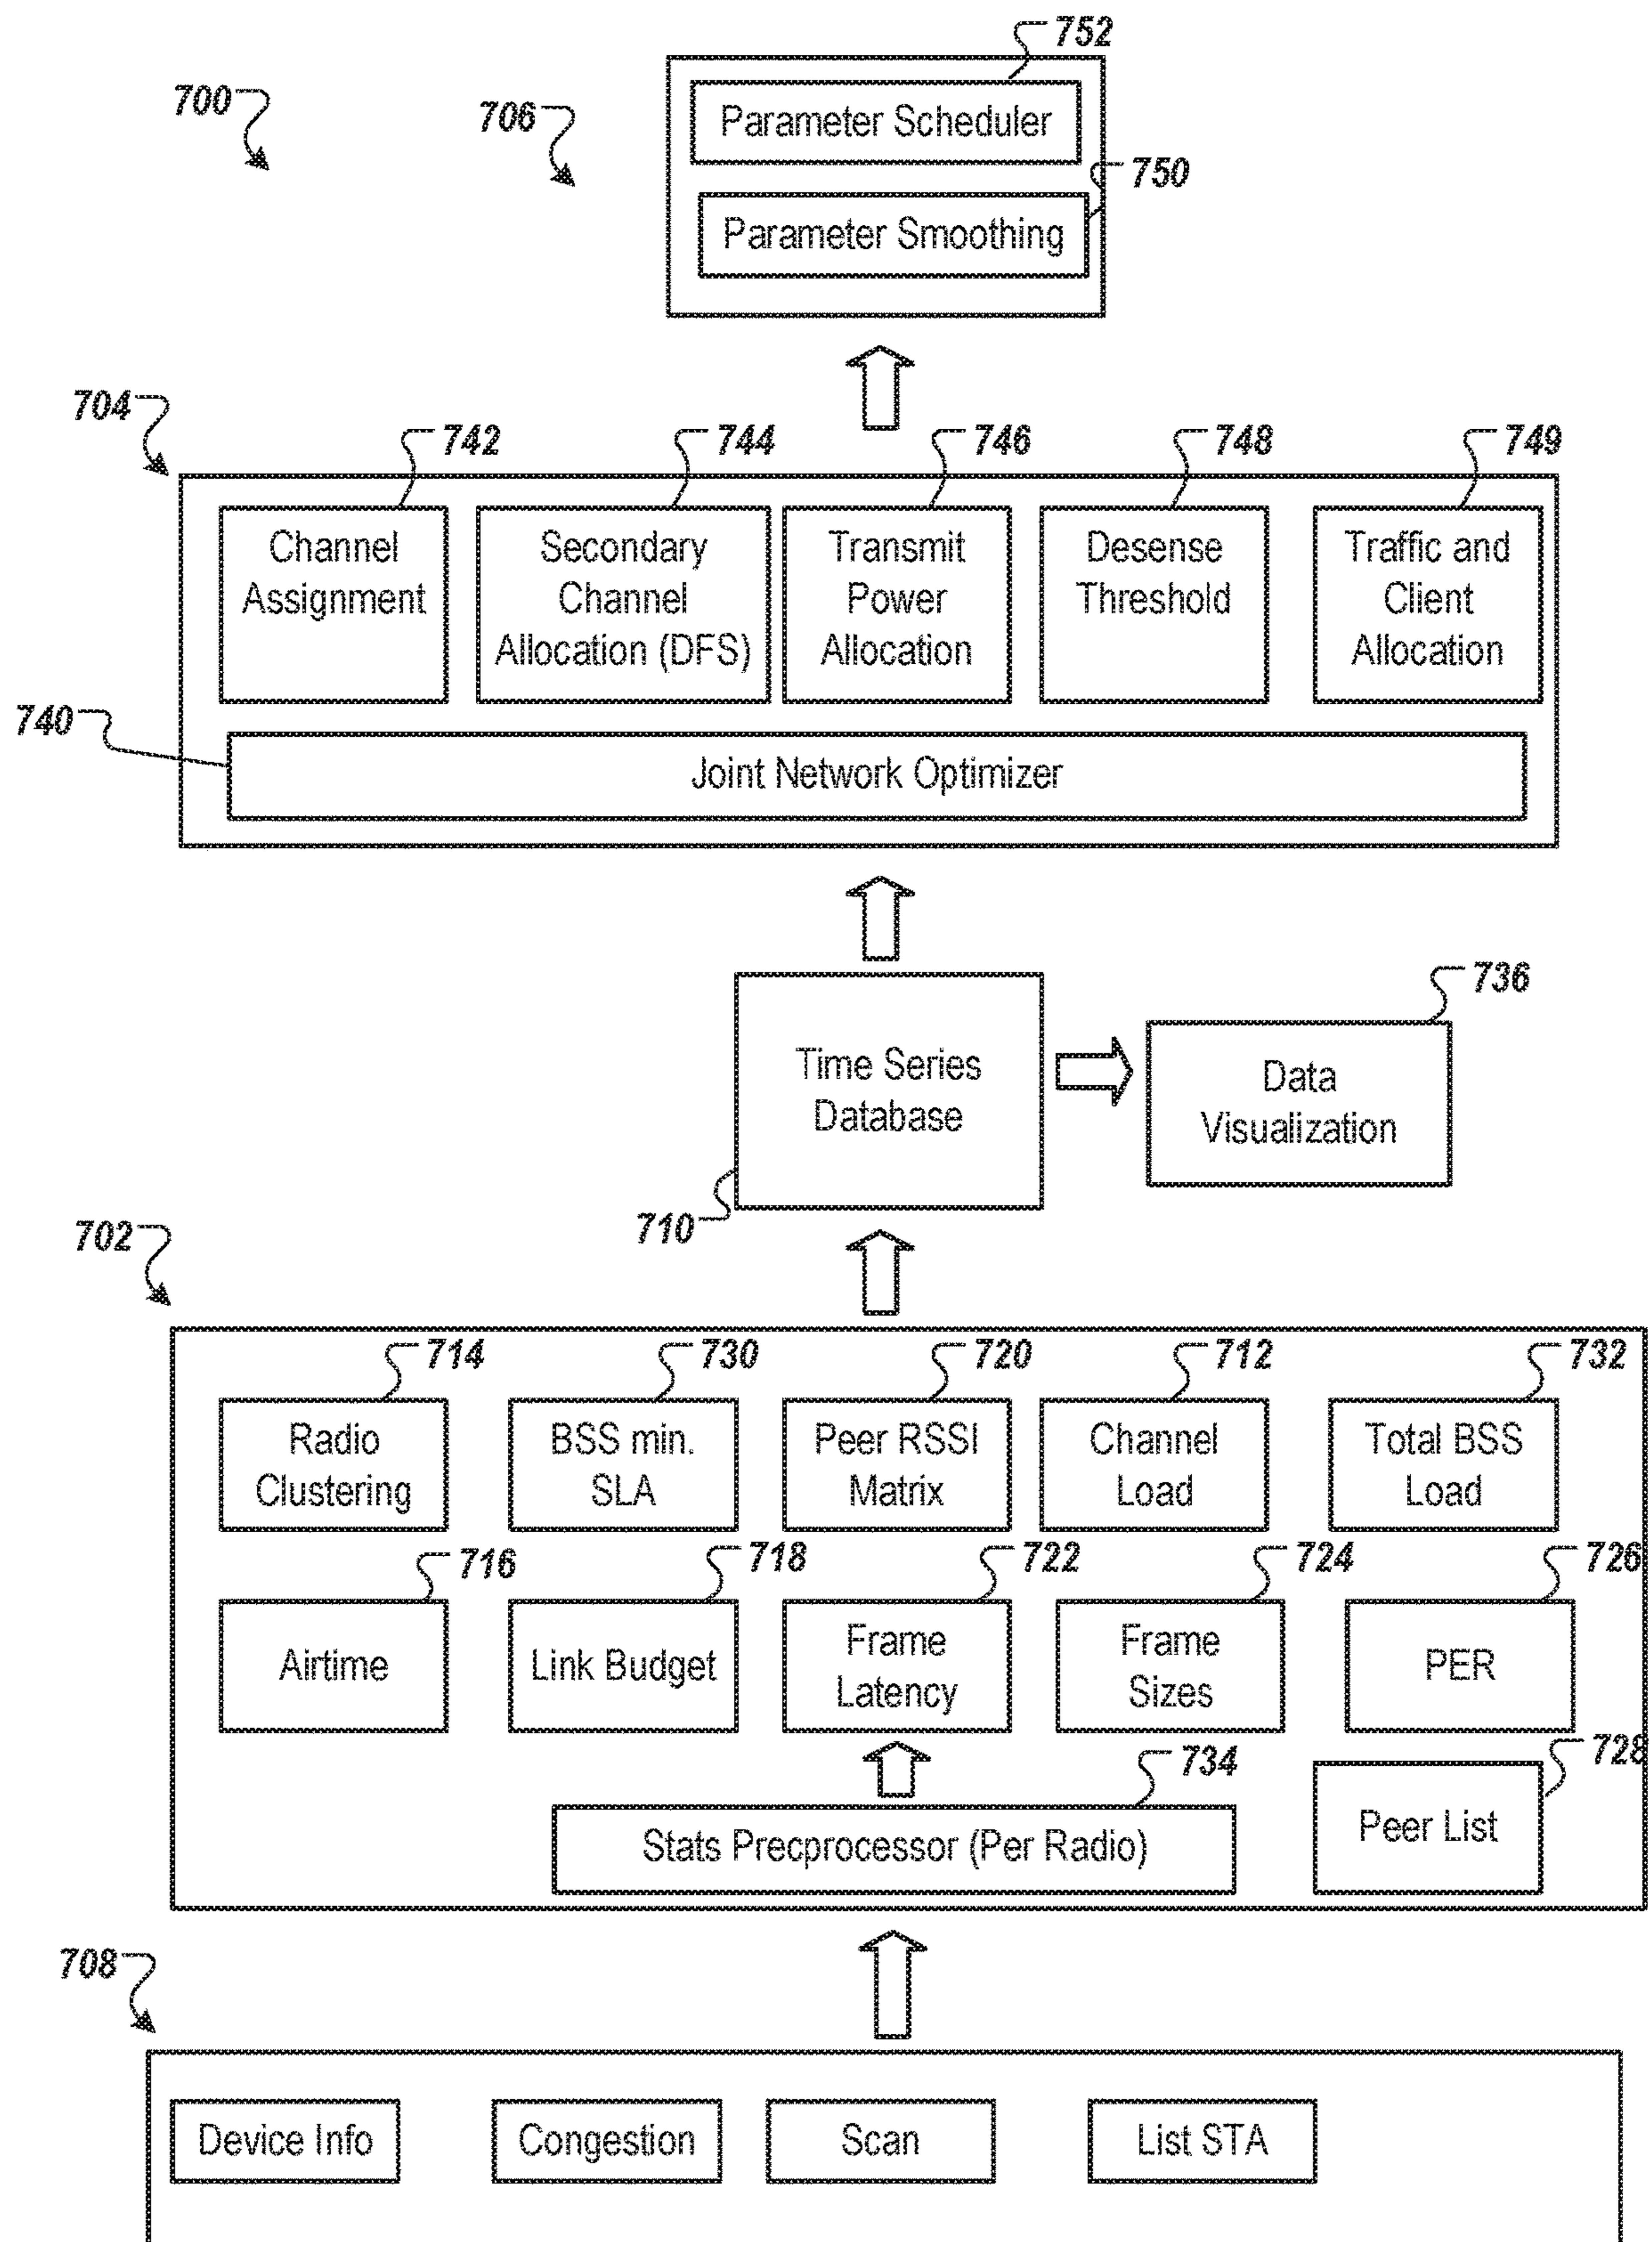 752
700
706
Parameter Scheduler
750
Parameter Smoothing
704
742
744
746
748
749
Channel
Assignment
Secondary
Channel
Allocation (DFS)
Transmit
Power
Allocation
Desense
Threshold
Traffic and
Client
Allocation
740
Joint Network Optimizer
736
Time Series
Database
Data
Visualization
710
702
714
730
720
712
732
Radio
Clustering
BSS min.
SLA
Peer RSSI
Matrix
Channel
Load
Total BSS
Load
716
718
722
724
726
Airtime
Link Budget
Frame
Latency
Frame
Sizes
PER
734
728
Stats Precprocessor (Per Radio)
Peer List
708
Device Info
Congestion
Scan
List STA